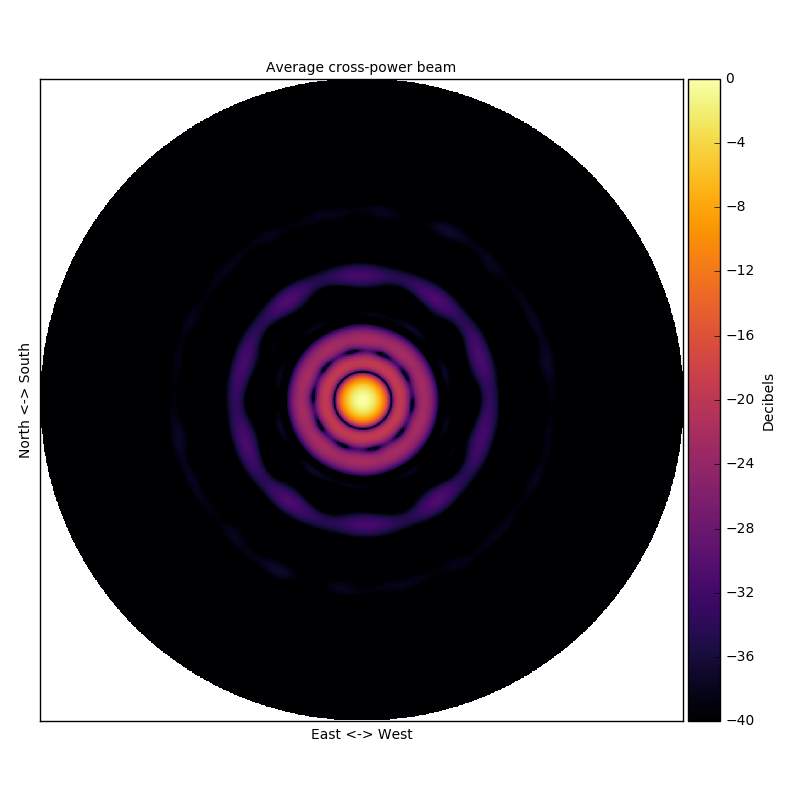 Average cross-power beam
0
−4
−8
−12
−16
−20
−24
−28
−32
−36
−40
Decibels
North <-> South
East <-> West